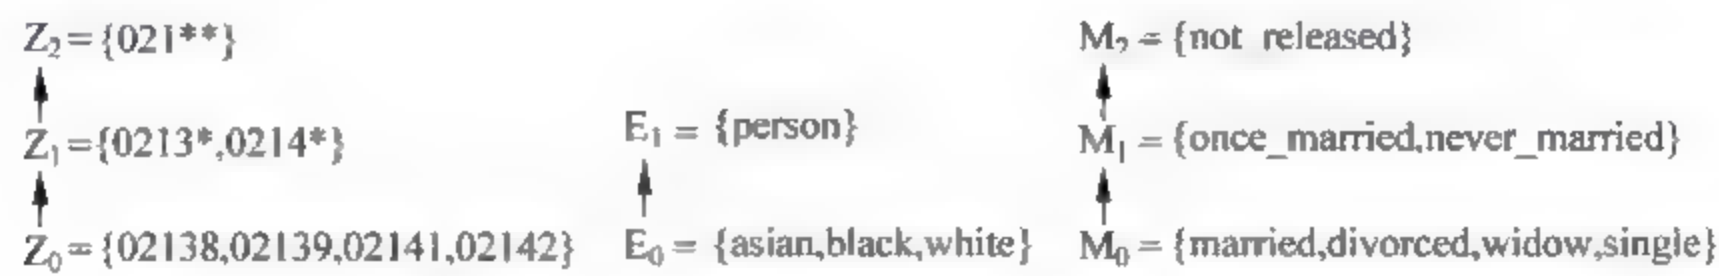 Z₂={021**}
M₂ = {not released}
E₁ = {person}
Z₁={0213*,0214*}
M₁ = {once_married,never_married}
Z₀={02138,02139,02141,02142}
E₀ = {asian,black,white}
M₀ = {married,divorced,widow,single}